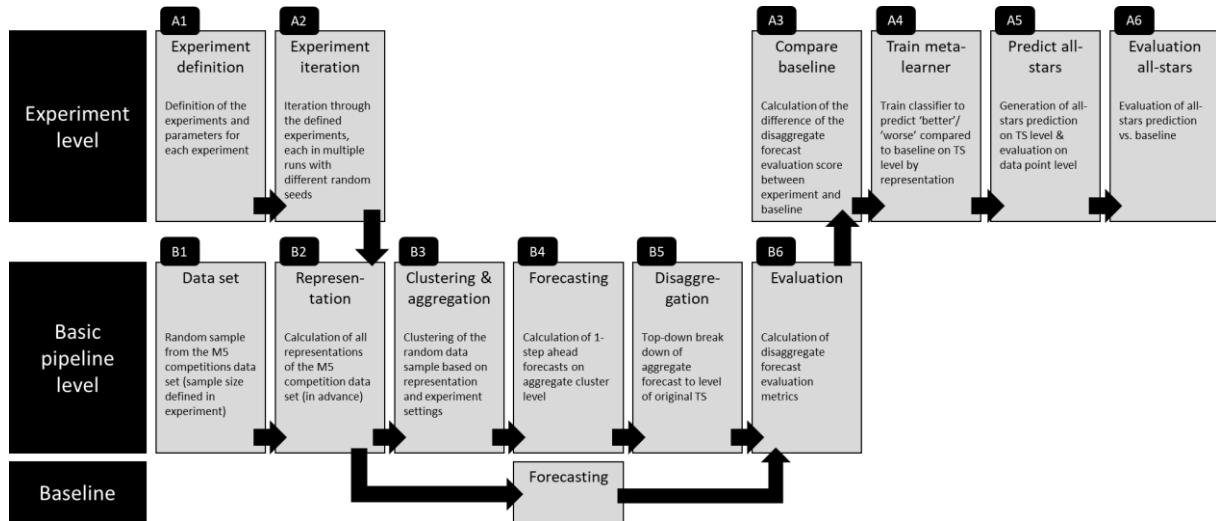 A1
A2
A3
A4
A5
A6
Experiment
level
Experiment
definition
Definition of the
experiments and
parameters for
each experiment
Experiment
iteration
Iteration through
the defined
experiments,
each in multiple
runs with
different random
seeds
Compare
baseline
Calculation of the
difference of the
disaggregate
forecast
evaluation score
between
experiment and
baseline
Train meta-
learner
Train classifier to
predict ‘better’/
‘worse’ compared
to baseline on TS
level by
representation
Predict all-
stars
Generation of all-
stars prediction
on TS level &
evaluation on
data point level
Evaluation
all-stars
Evaluation of all-
stars prediction
vs. baseline
B1
B2
B3
B4
B5
B6
Basic
pipeline
level
Data set
Random sample
from the M5
competitions data
set (sample size
defined in
experiment)
Represen-
tation
Calculation of all
representations
of the M5
competition data
set (in advance)
Clustering &
aggregation
Clustering of the
random data
sample based on
representation
and experiment
settings
Forecasting
Calculation of 1-
step ahead
forecasts on
aggregate cluster
level
Disaggre-
gation
Top-down break
down of
aggregate
forecast to level
of original TS
Evaluation
Calculation of
disaggregate
forecast
evaluation
metrics
Baseline
Forecasting